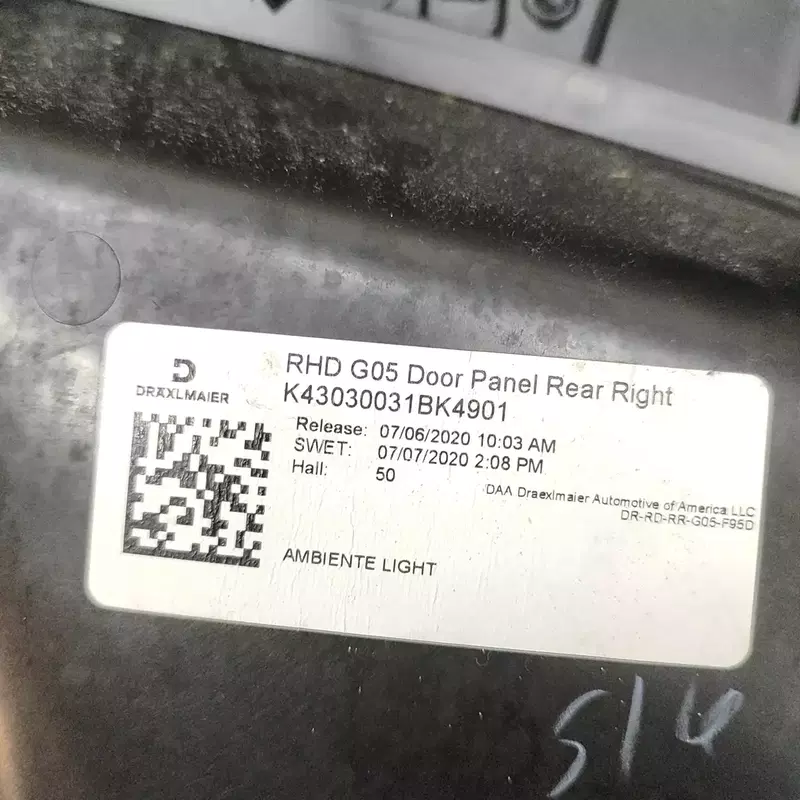 DRÄXLMAIER
RHD G05 Door Panel Rear Right
K43030031BK4901
Release: 07/06/2020 10:03 AM
SWET: 07/07/2020 2:08 PM
Hall: 50
DAA Draexlmaier Automotive of America LLC
DR-RD-RR-G05-F95D
AMBIENTE LIGHT